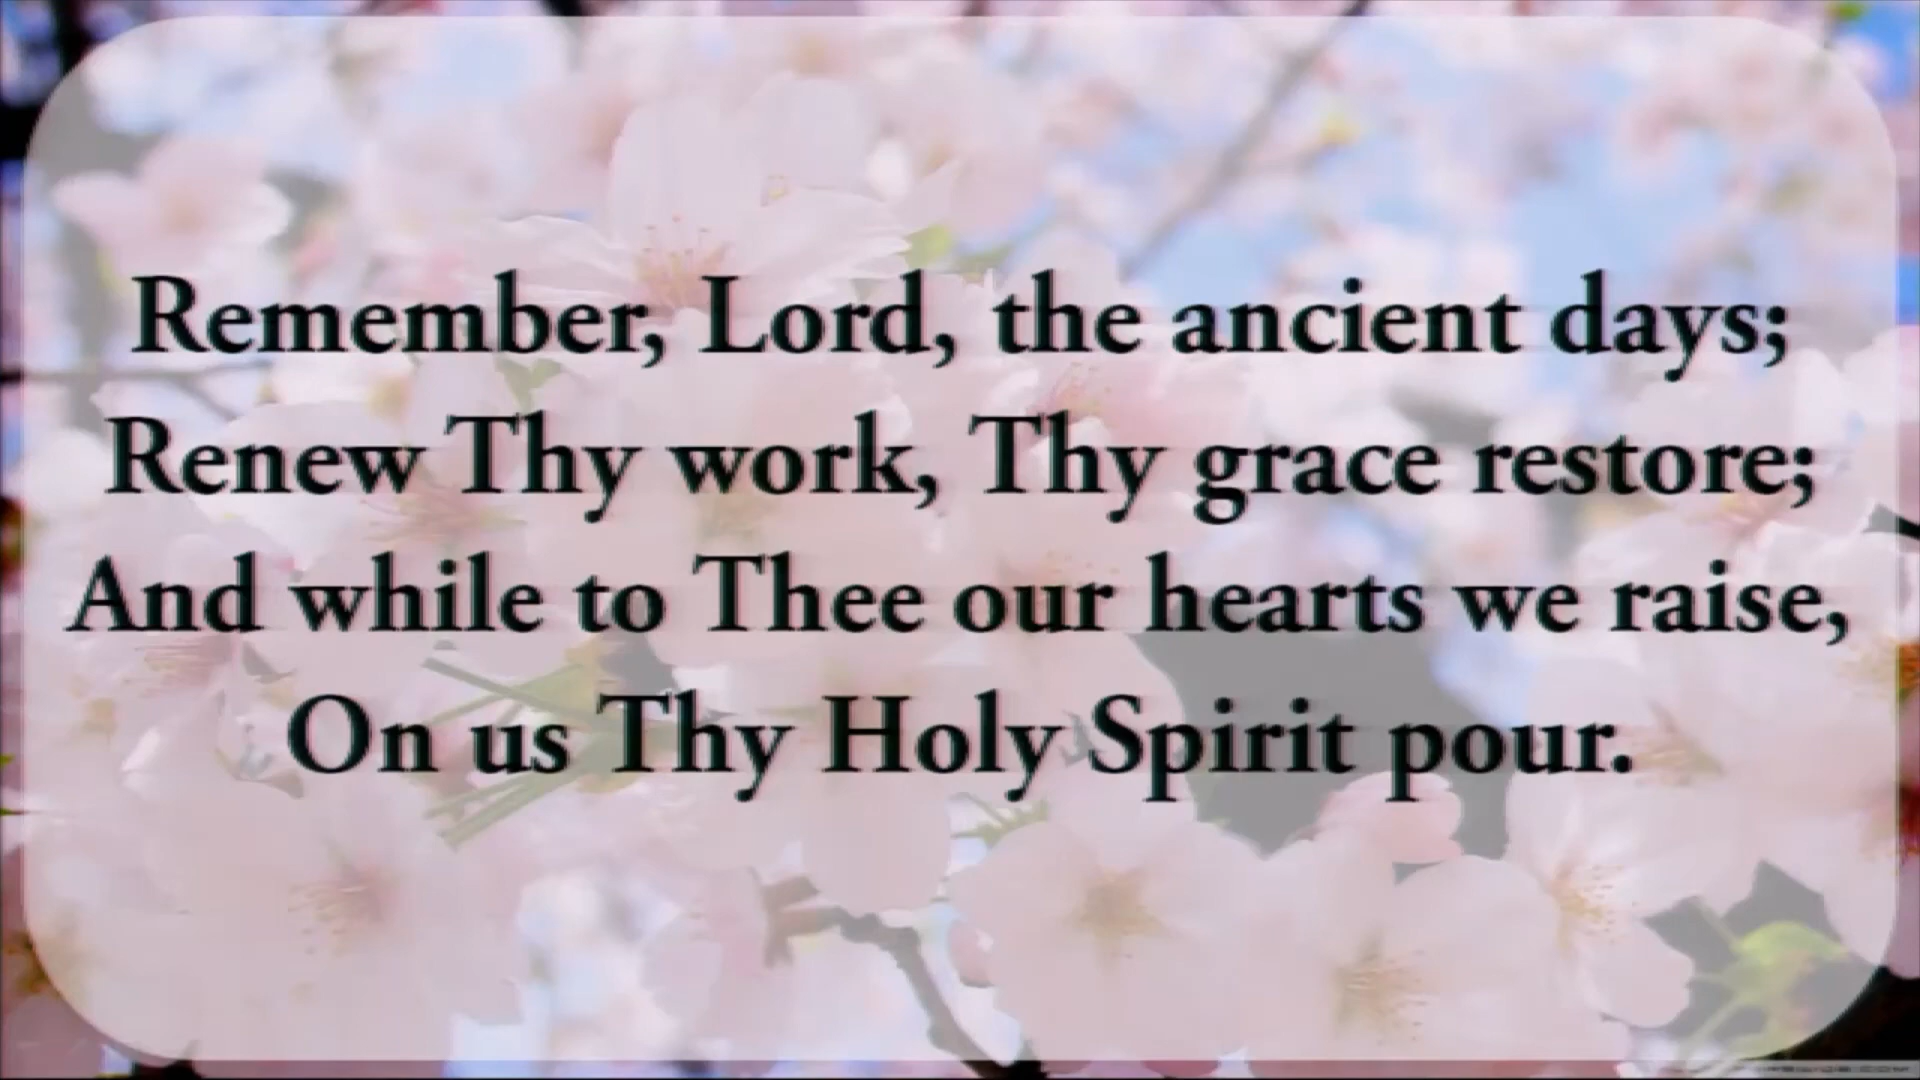 Remember, Lord, the ancient days;
Renew Thy work, Thy grace restore;
And while to Thee our hearts we raise,
On us Thy Holy Spirit pour.